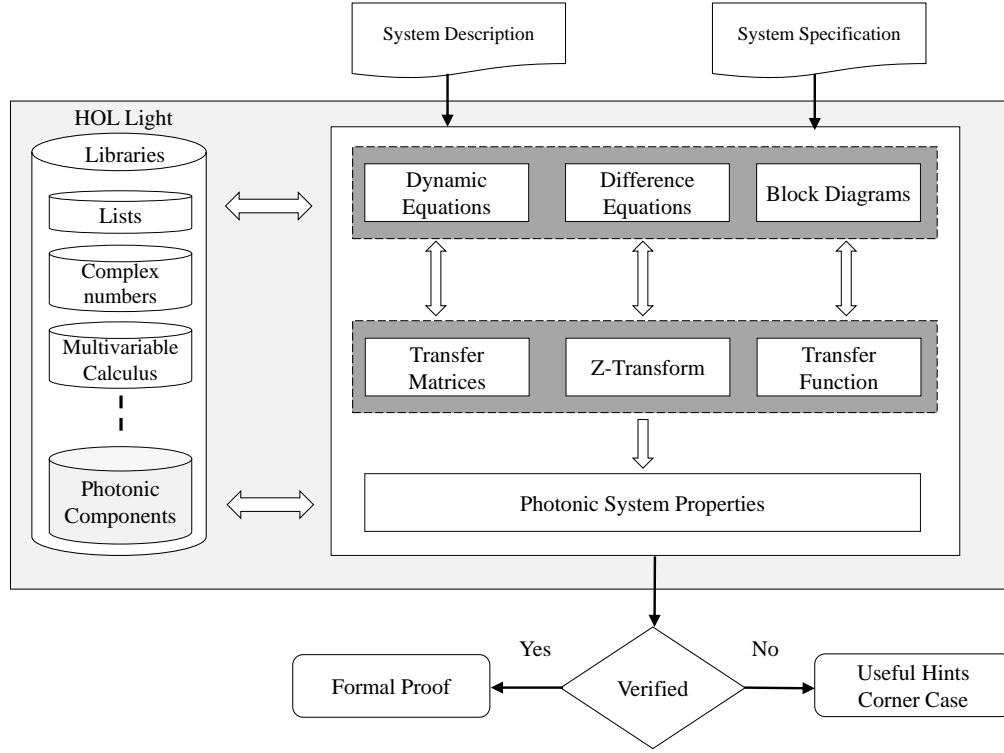 System Description
System Specification
HOL Light
Libraries
Lists
Complex
numbers
Multivariable
Calculus
Photonic
Components
Dynamic
Equations
Difference
Equations
Block Diagrams
Transfer
Matrices
Z-Transform
Transfer
Function
Photonic System Properties
Yes
No
Formal Proof
Verified
Useful Hints
Corner Case